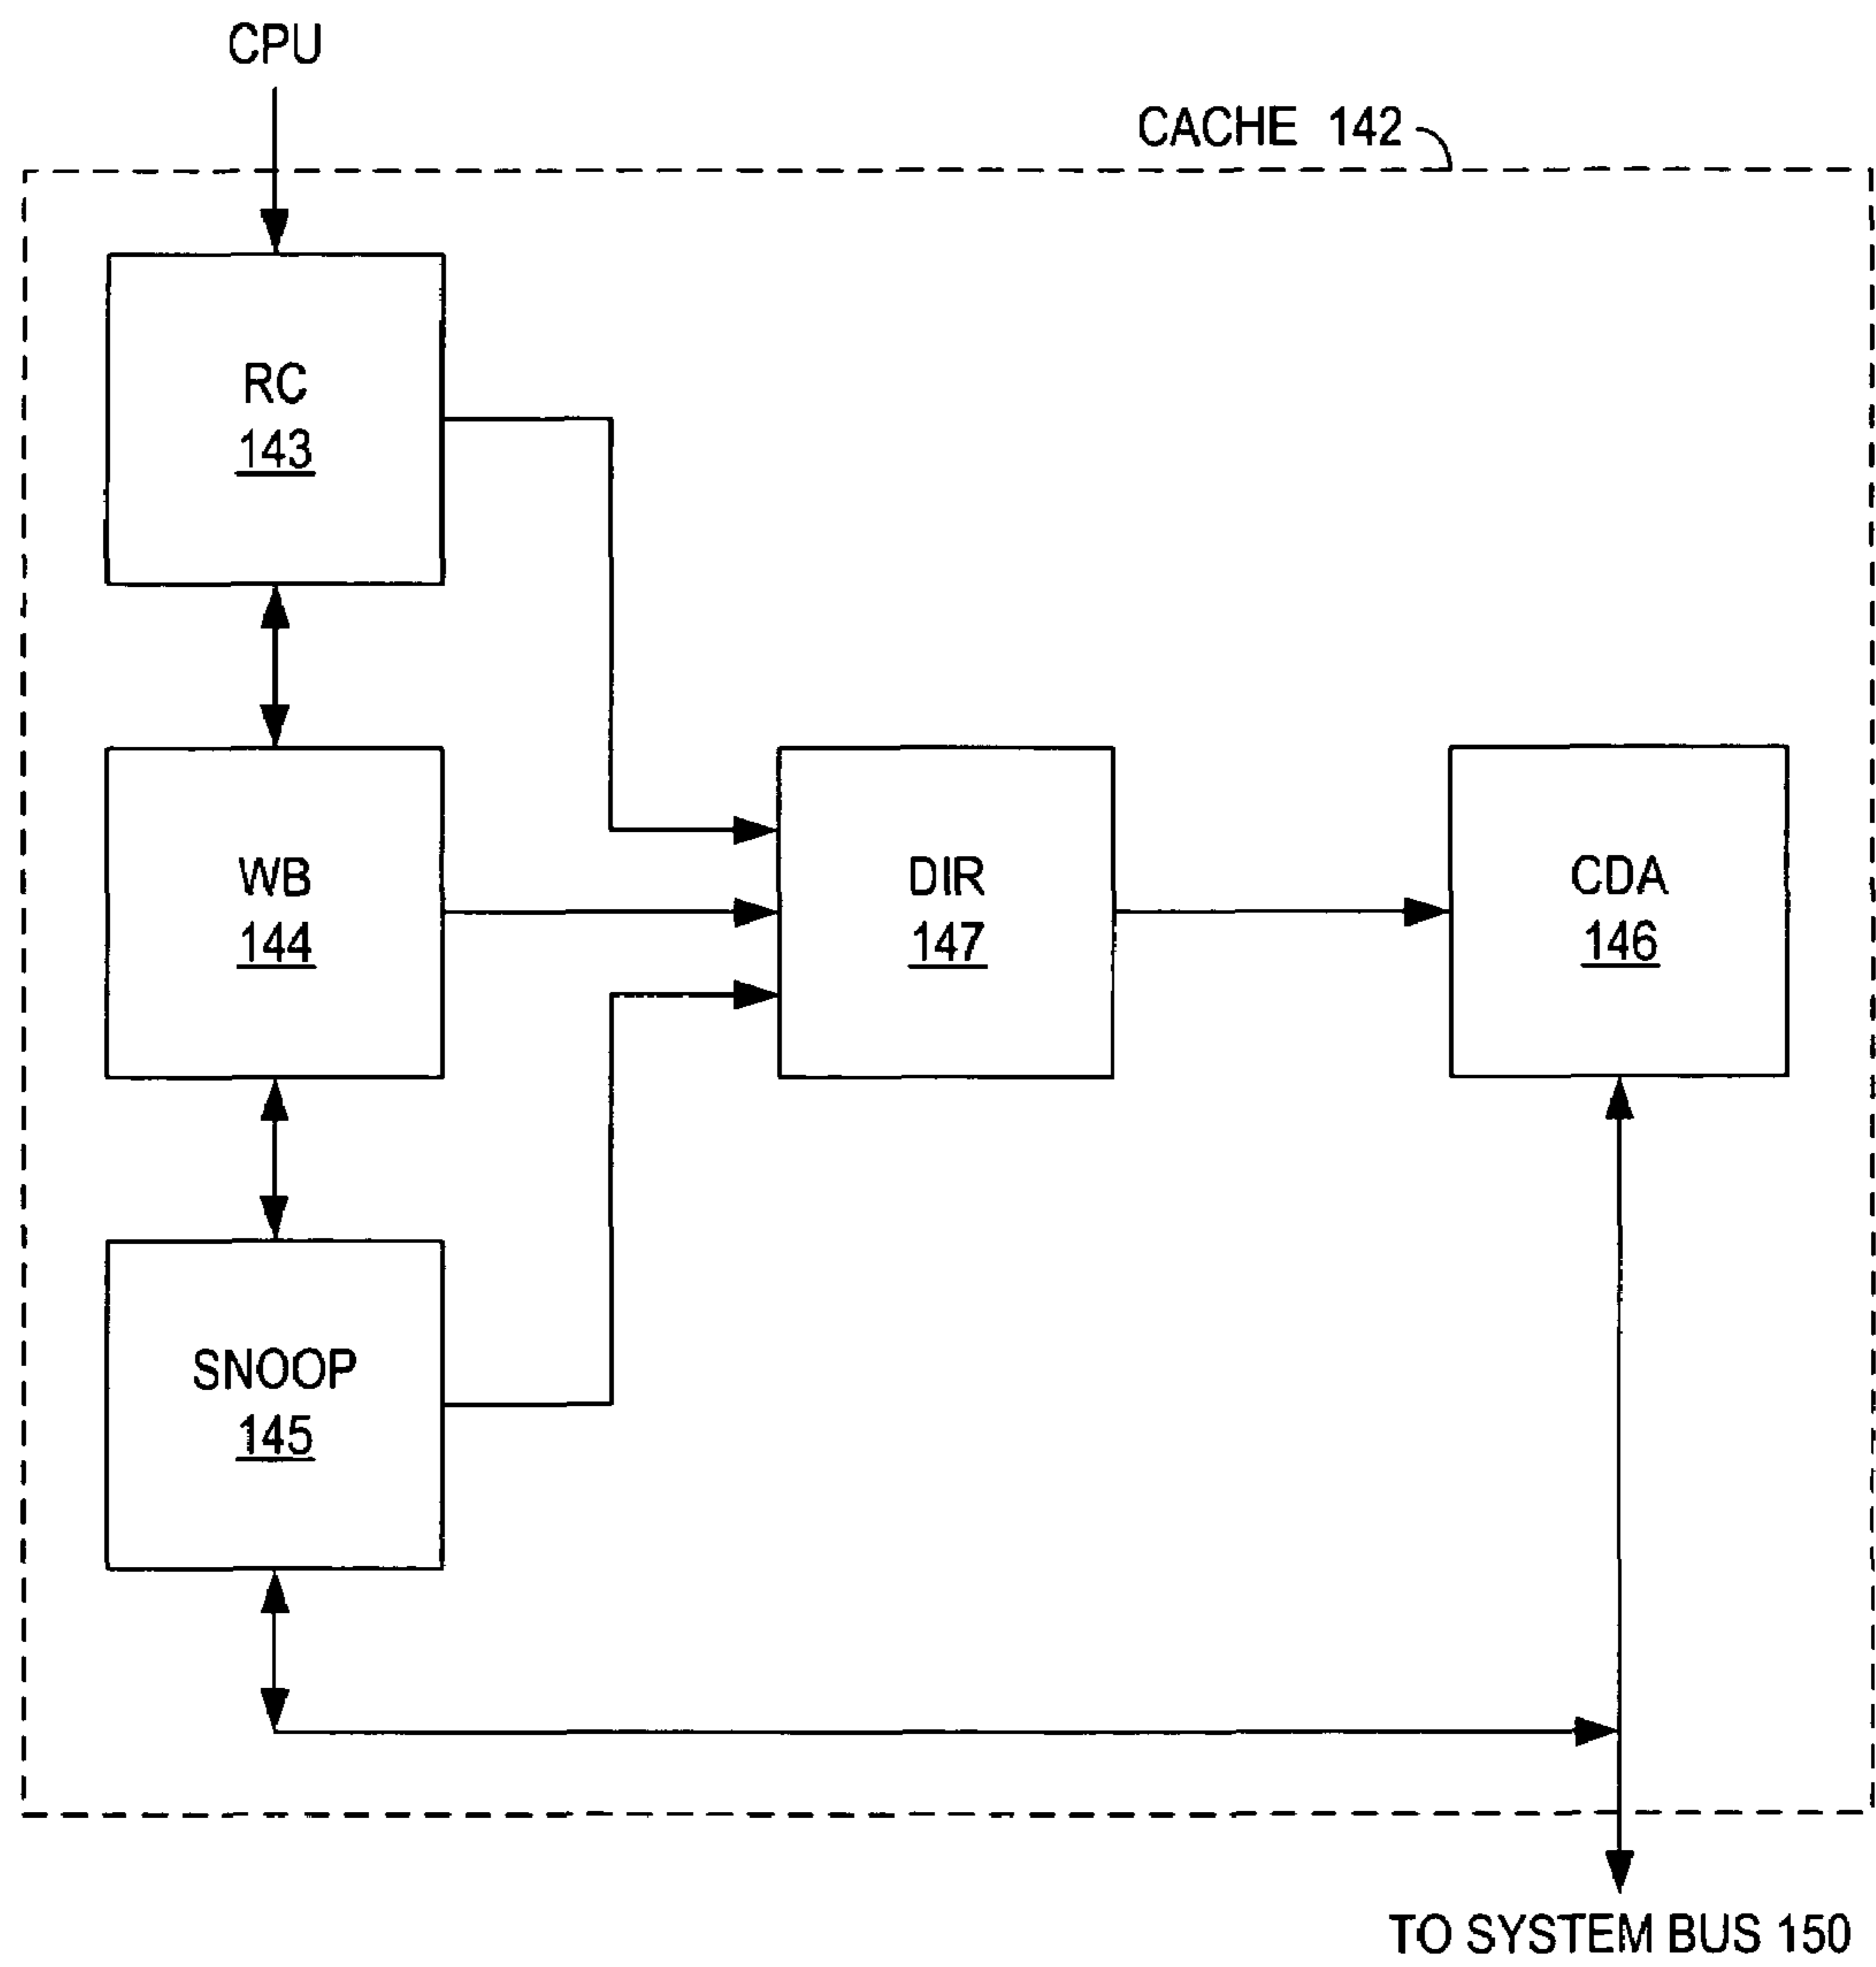 CPU
CACHE 142
RC
143
WB
144
DIR
147
CDA
146
SNOOP
145
TO SYSTEM BUS 150